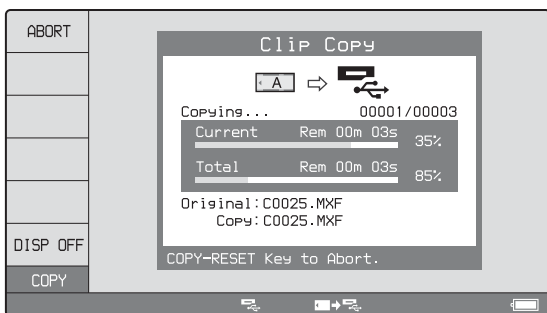 ABORT
Clip Copy
A
Copying... 00001/00003
Current Rem 00m 03s 35%
Total Rem 00m 03s 85%
Original:C0025.MXF
Copy:C0025.MXF
DISP OFF
COPY-RESET Key to Abort.
COPY